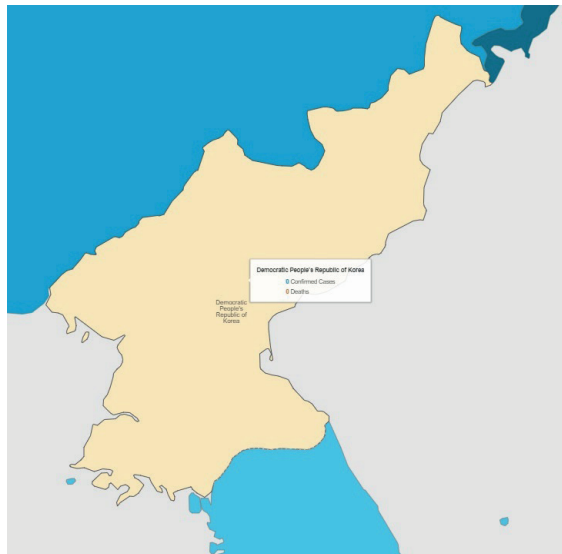 Democratic People's Republic of Korea
0 Confirmed Cases
0 Deaths
Democratic
People's
Republic of
Korea